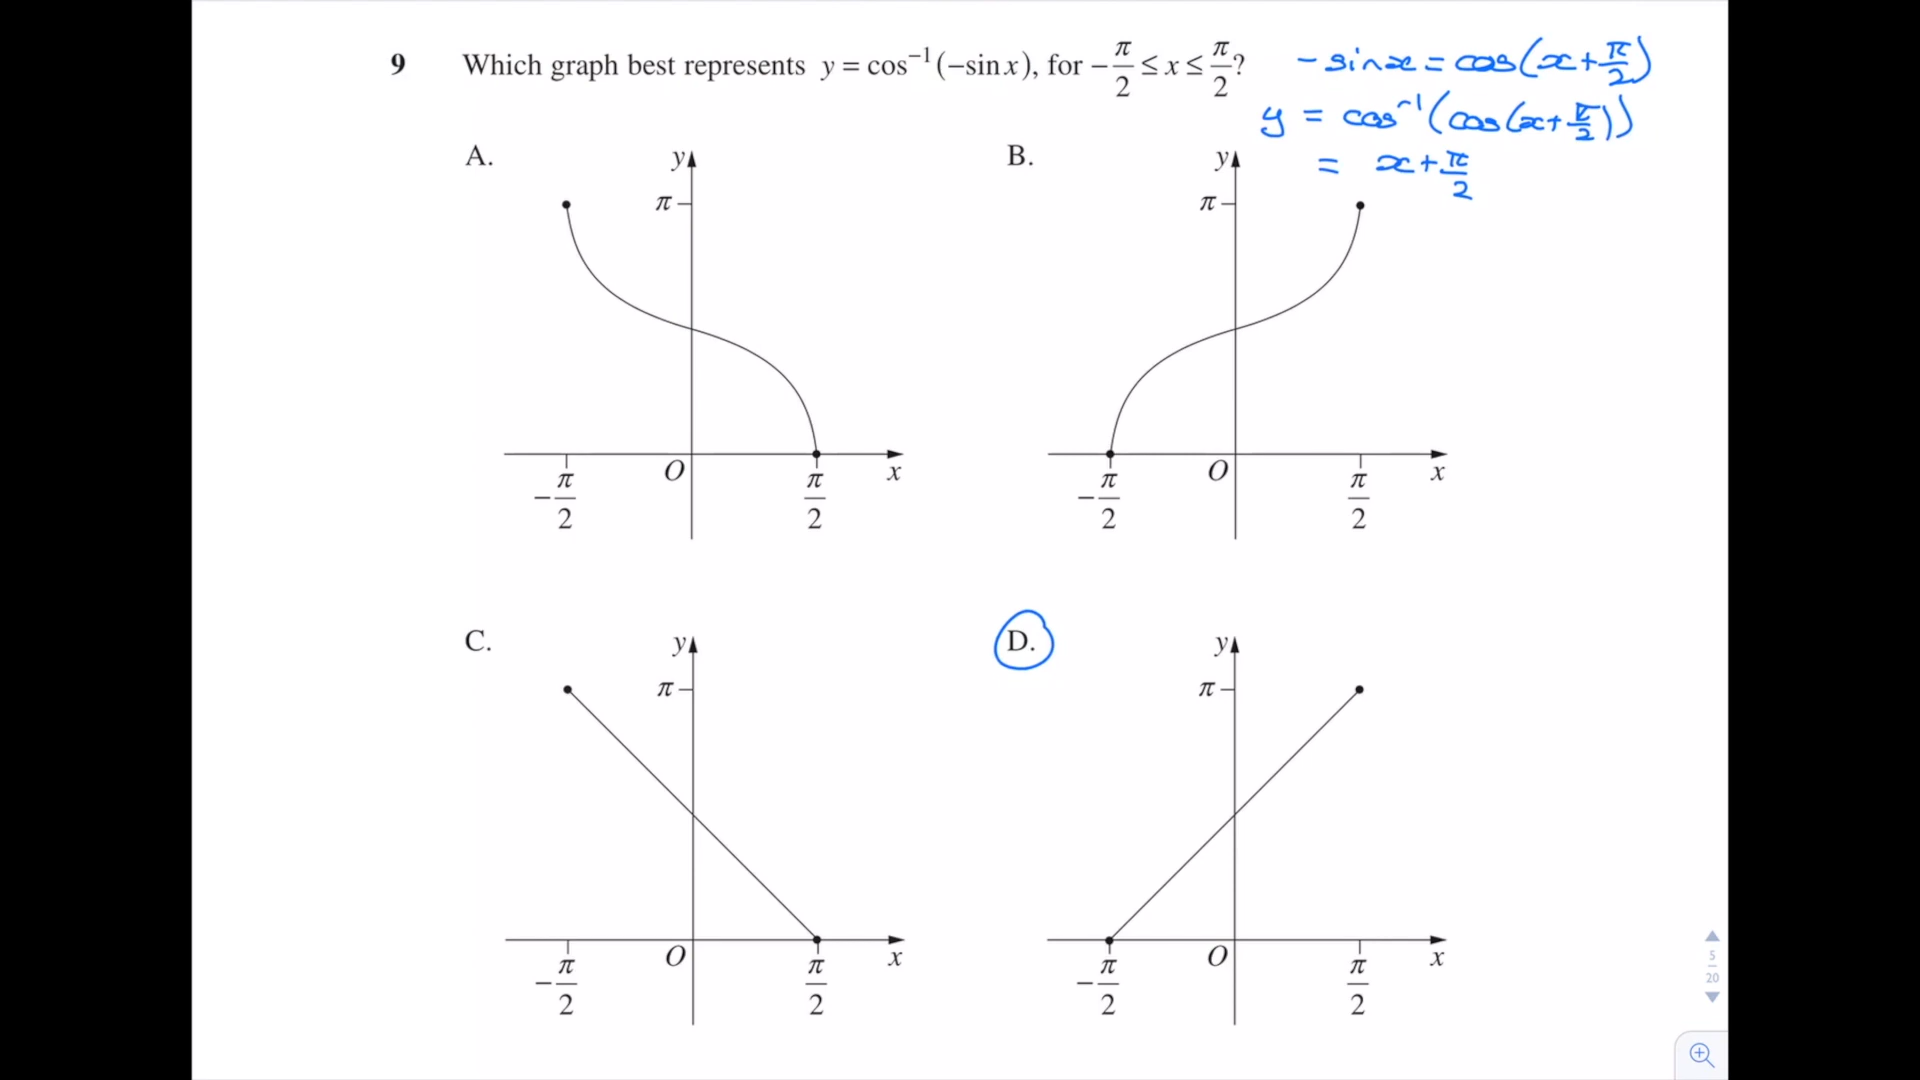 9 Which graph best represents y = cos⁻¹(−sin x), for −π/2 ≤ x ≤ π/2?
−sin x = cos(x + π/2)
y = cos⁻¹(cos(x + π/2))
= x + π/2
A.
y
π
O
x
−π/2
π/2
B.
y
π
O
x
−π/2
π/2
C.
y
π
O
x
−π/2
π/2
D.
y
π
O
x
−π/2
π/2
5
20